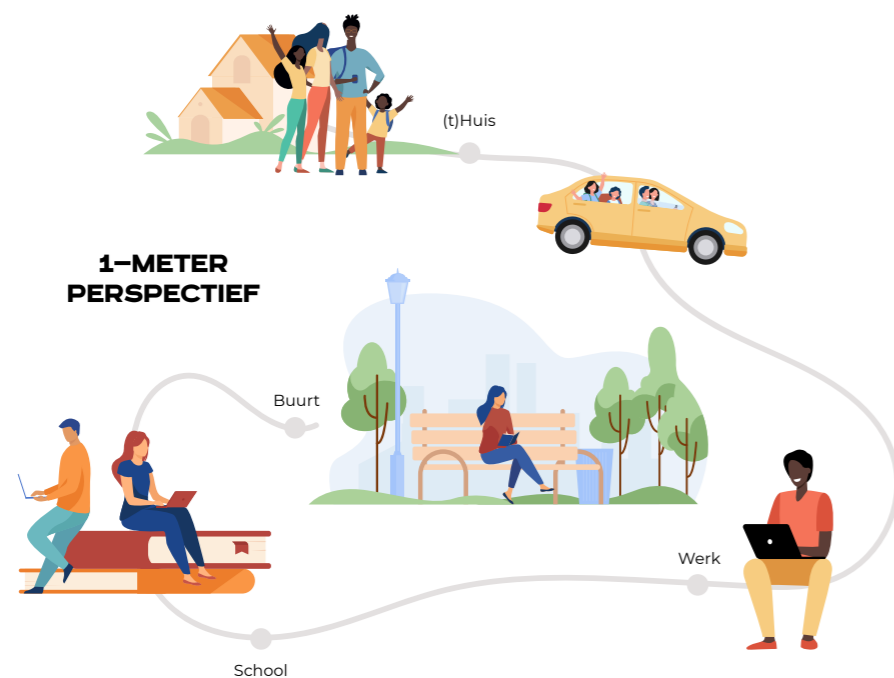 (t)Huis
1-METER
PERSPECTIEF
Buurt
Werk
School